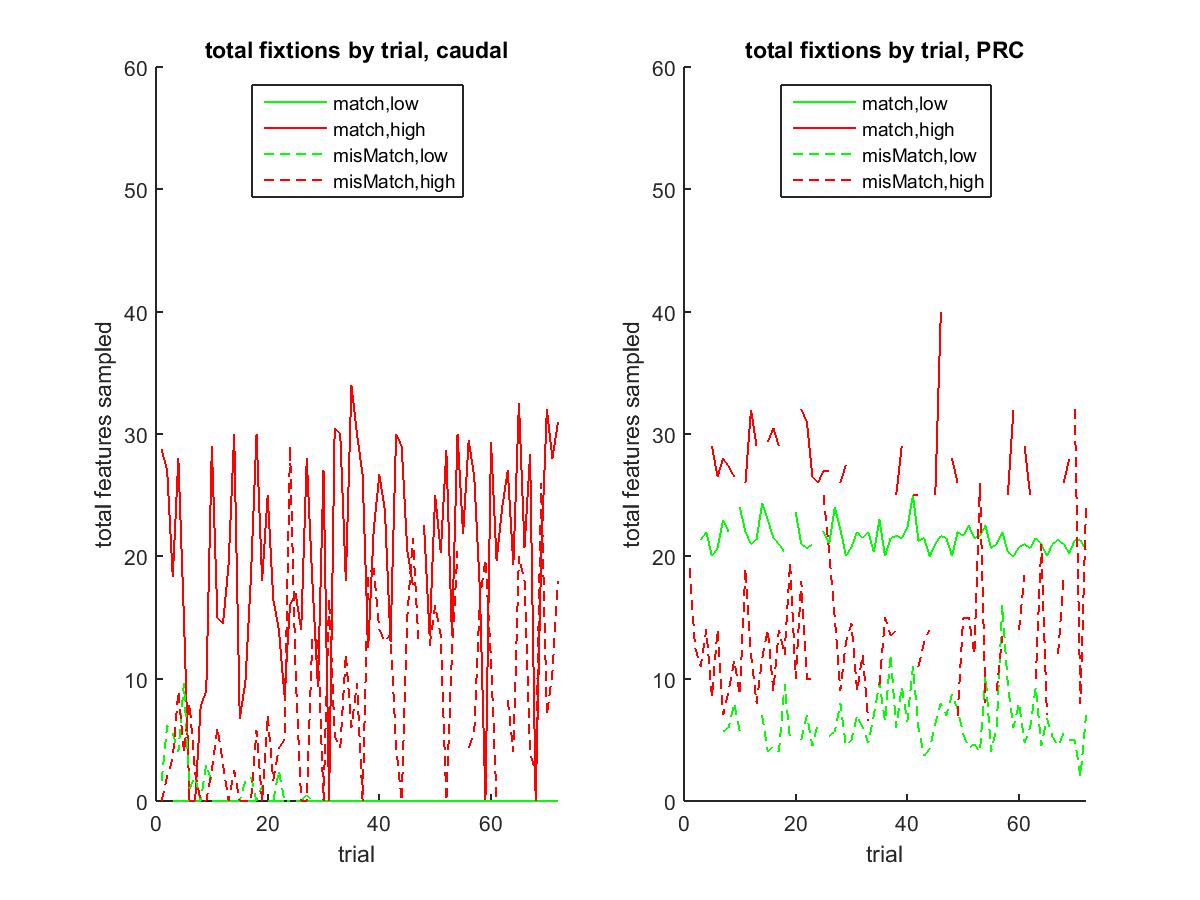 total fixtions by trial, caudal
60
50
40
30
20
10
0
total features sampled
match,low
match,high
misMatch,low
misMatch,high
0 20 40 60
trial
total fixtions by trial, PRC
60
50
40
30
20
10
0
total features sampled
match,low
match,high
misMatch,low
misMatch,high
0 20 40 60
trial